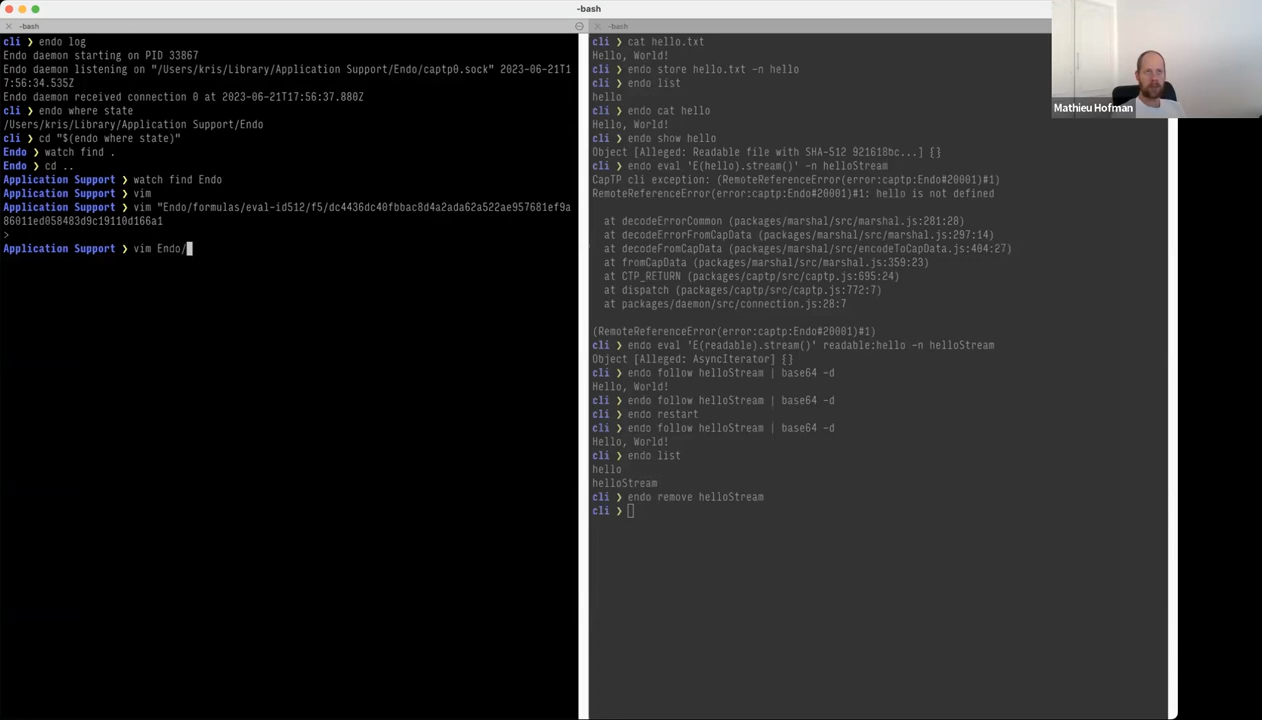 -bash
-bash
cli ❯ endo log
Endo daemon starting on PID 33867
Endo daemon listening on "/Users/kris/Library/Application Support/Endo/captp0.sock" 2023-06-21T1
7:56:34.535Z
Endo daemon received connection 0 at 2023-06-21T17:56:37.880Z
cli ❯ endo where state
/Users/kris/Library/Application Support/Endo
cli ❯ cd "$(endo where state)"
Endo ❯ watch find .
Endo ❯ cd ..
Application Support ❯ watch find Endo
Application Support ❯ vim
Application Support ❯ vim "Endo/formulas/eval-id512/f5/dc4436dc40fbbac8d4a2ada62a522ae957681ef9a
86011ed058483d9c19110d166a1
>
Application Support ❯ vim Endo/
-bash
cli ❯ cat hello.txt
Hello, World!
cli ❯ endo store hello.txt -n hello
cli ❯ endo list
hello
cli ❯ endo cat hello
Hello, World!
cli ❯ endo show hello
Object [Alleged: Readable file with SHA-512 921618bc...] {}
cli ❯ endo eval 'E(hello).stream()' -n helloStream
CapTP cli exception: (RemoteReferenceError(error:captp:Endo#20001)#1)
RemoteReferenceError(error:captp:Endo#20001)#1: hello is not defined
at decodeErrorCommon (packages/marshal/src/marshal.js:281:28)
at decodeErrorFromCapData (packages/marshal/src/marshal.js:297:14)
at decodeFromCapData (packages/marshal/src/encodeToCapData.js:404:27)
at fromCapData (packages/marshal/src/marshal.js:359:23)
at CTP_RETURN (packages/captp/src/captp.js:695:24)
at dispatch (packages/captp/src/captp.js:772:7)
at packages/daemon/src/connection.js:28:7
(RemoteReferenceError(error:captp:Endo#20001)#1)
cli ❯ endo eval 'E(readable).stream()' readable:hello -n helloStream
Object [Alleged: AsyncIterator] {}
cli ❯ endo follow helloStream | base64 -d
Hello, World!
cli ❯ endo follow helloStream | base64 -d
cli ❯ endo restart
cli ❯ endo follow helloStream | base64 -d
Hello, World!
cli ❯ endo list
hello
helloStream
cli ❯ endo remove helloStream
cli ❯
Mathieu Hofman